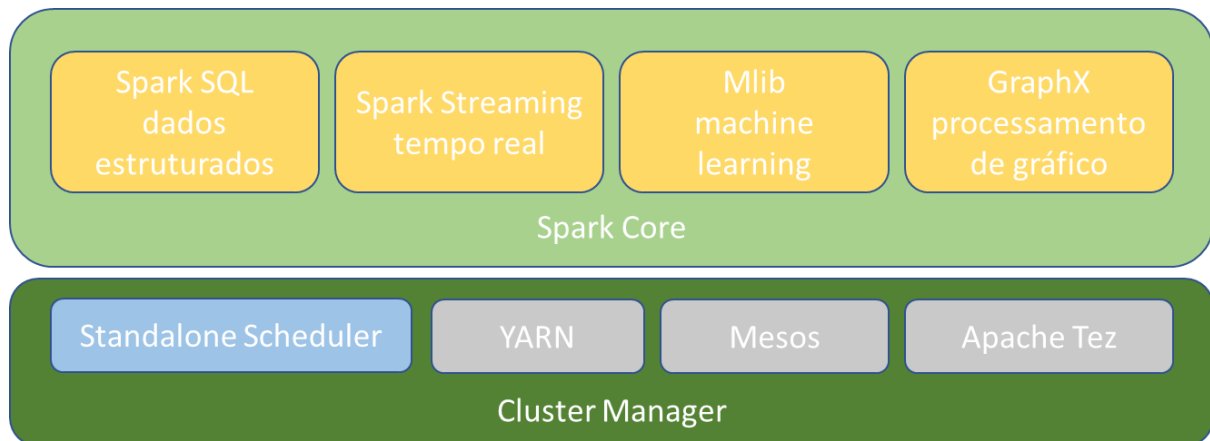 Spark SQL
dados
estruturados
Spark Streaming
tempo real
Mlib
machine
learning
GraphX
processamento
de gráfico
Spark Core
Standalone Scheduler
YARN
Mesos
Apache Tez
Cluster Manager